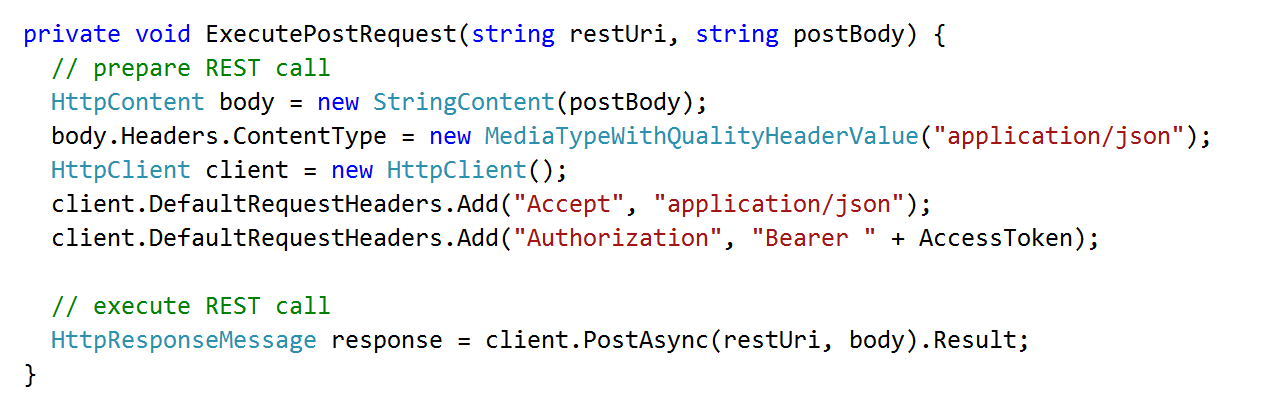 private void ExecutePostRequest(string restUri, string postBody) {
  // prepare REST call
  HttpContent body = new StringContent(postBody);
  body.Headers.ContentType = new MediaTypeWithQualityHeaderValue("application/json");
  HttpClient client = new HttpClient();
  client.DefaultRequestHeaders.Add("Accept", "application/json");
  client.DefaultRequestHeaders.Add("Authorization", "Bearer " + AccessToken);

  // execute REST call
  HttpResponseMessage response = client.PostAsync(restUri, body).Result;
}